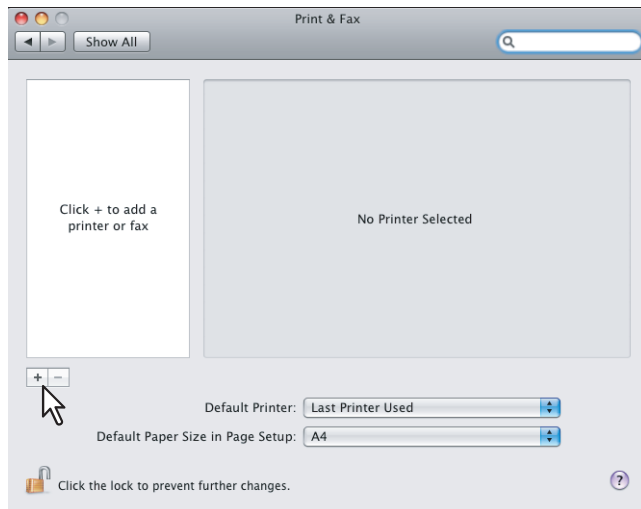 Print & Fax
Show All
Click + to add a
printer or fax
No Printer Selected
+ −
Default Printer: Last Printer Used
Default Paper Size in Page Setup: A4
Click the lock to prevent further changes.
?